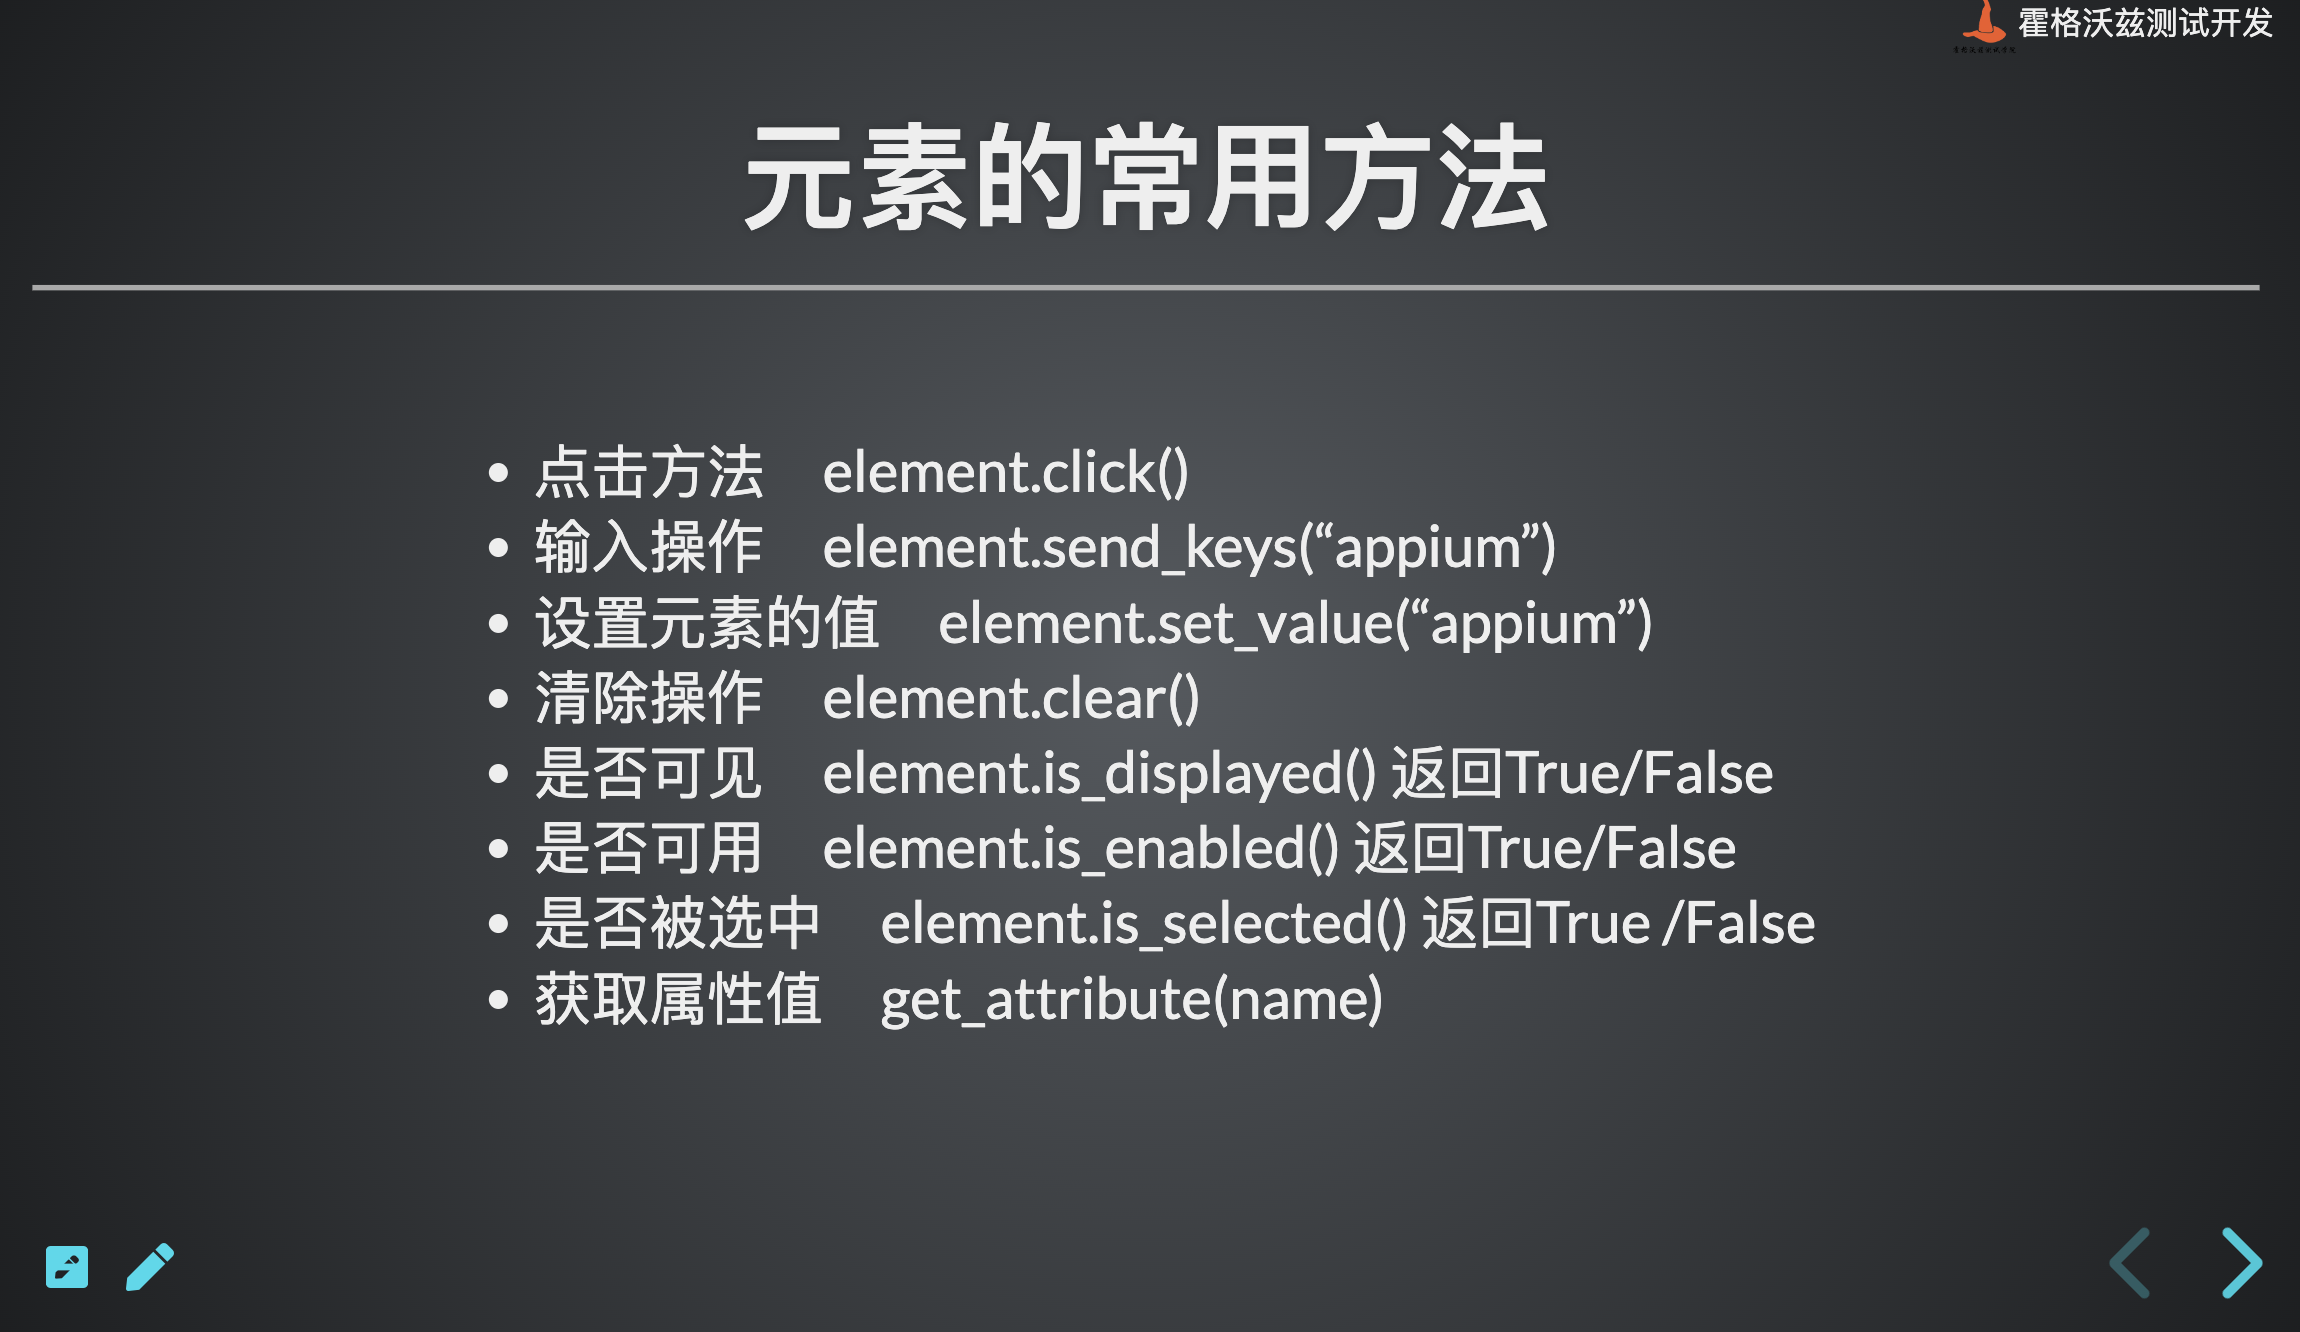 霍格沃兹测试开发
元素的常用方法
点击方法 element.click()
输入操作 element.send_keys(“appium”)
设置元素的值 element.set_value(“appium”)
清除操作 element.clear()
是否可见 element.is_displayed() 返回True/False
是否可用 element.is_enabled() 返回True/False
是否被选中 element.is_selected() 返回True /False
获取属性值 get_attribute(name)